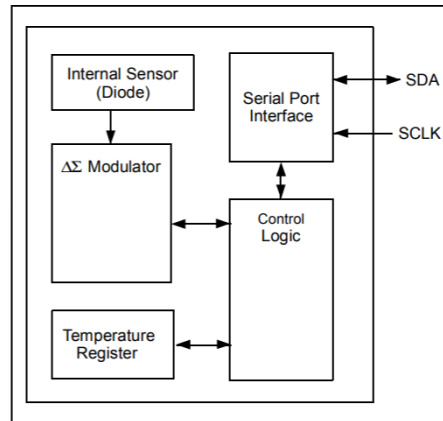 Internal Sensor
(Diode)
Serial Port
Interface
SDA
SCLK
ΔΣ Modulator
Control
Logic
Temperature
Register